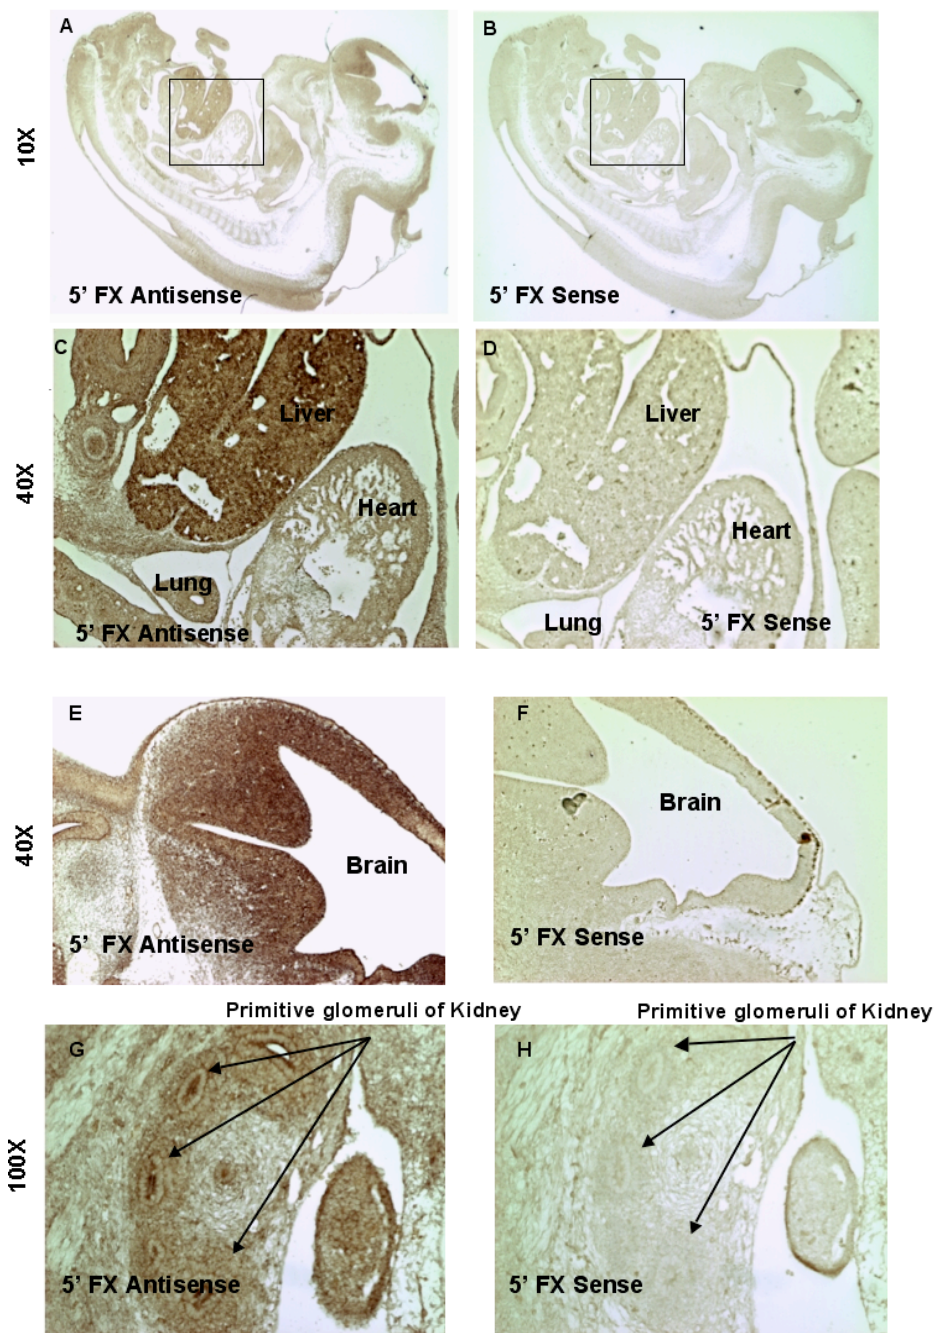 A
B
10X
5’ FX Antisense
5’ FX Sense
C
D
40X
Liver
Liver
Heart
Heart
Lung
Lung
5’ FX Antisense
5’ FX Sense
E
F
40X
Brain
Brain
5’ FX Antisense
5’ FX Sense
Primitive glomeruli of Kidney
Primitive glomeruli of Kidney
G
H
100X
5’ FX Antisense
5’ FX Sense